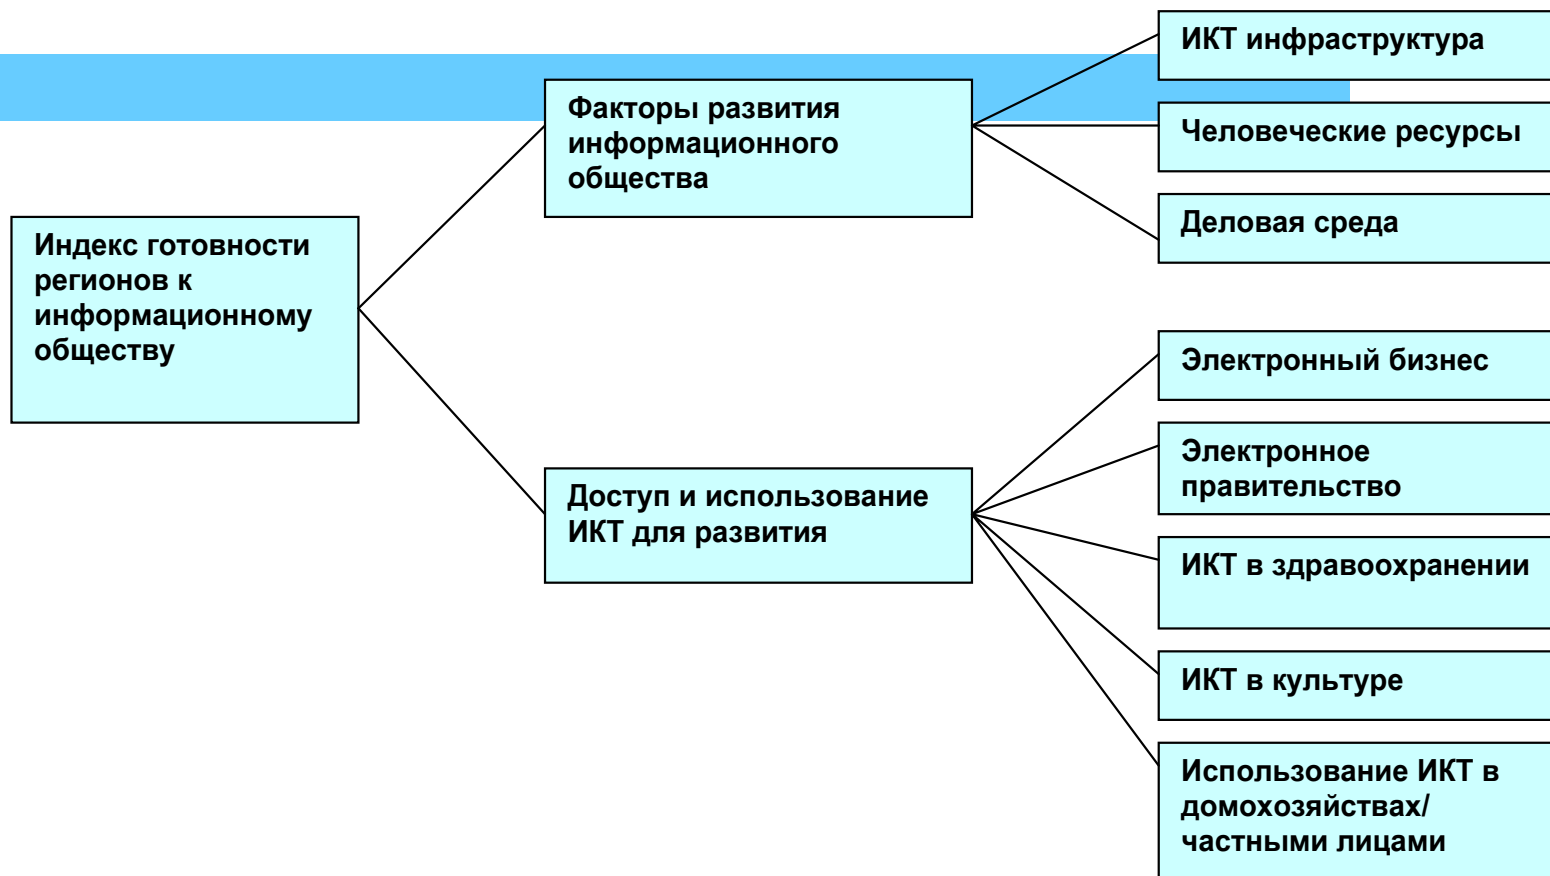 Индекс готовности
регионов к
информационному
обществу
Факторы развития
информационного
общества
ИКТ инфраструктура
Человеческие ресурсы
Деловая среда
Доступ и использование
ИКТ для развития
Электронный бизнес
Электронное
правительство
ИКТ в здравоохранении
ИКТ в культуре
Использование ИКТ в
домохозяйствах/
частными лицами